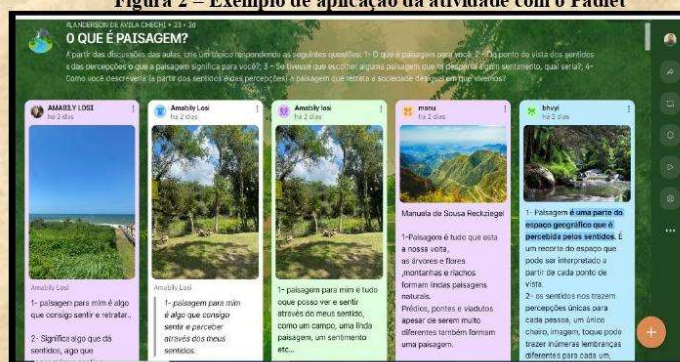 Figura 2 – Exemplo de aplicação da atividade com o Padlet
ALANDERSON DE ÁVILA CHEGHI • 23 • 2d
O QUE É PAISAGEM?
A partir das discussões das aulas, crie um tópico respondendo as seguintes questões: 1- O que é paisagem para você; 2 - Do ponto de vista dos sentidos
e das percepções o que a paisagem significa para você?; 3 - Se tivesse que escolher alguma paisagem que te desperta algum sentimento, qual seria?; 4-
Como você descreveria (a partir dos sentidos e das percepções) a paisagem que retrata a sociedade desigual em que vivemos?
AMABILY LOSI
há 2 dias
Amabily Losi
1- paisagem para mim é algo
que consigo sentir e retratar..
2- Significa algo que dá
sentidos, algo que
Amabily Losi
há 2 dias
Amabily Losi
1- paisagem para mim
é algo que consigo
sentir e perceber
através dos meus
sentidos.
Amabily losi
há 2 dias
1- paisagem para mim é tudo
oque posso ver e sentir
através do meus sentido,
como um campo, uma linda
paisagem, um sentimento
etc...
manu
há 2 dias
Manuela de Sousa Reckziegel
1-Paisagem é tudo que esta
a nossa volta,
as árvores e flores
,montanhas e riachos
formam lindas paisagens
naturais.
Prédios, pontes e viadutos
apesar de serem muito
diferentes também formam
uma paisagem.
bhvyi
há 2 dias
1- Paisagem é uma parte do
espaço geográfico que é
percebida pelos sentidos. É
um recorte do espaço que
pode ser interpretado a
partir de cada ponto de
vista.
2- os sentidos nos trazem
percepções únicas para
cada pessoa, um único
cheiro, imagem, toque pode
trazer inúmeras lembranças
diferentes para cada um,